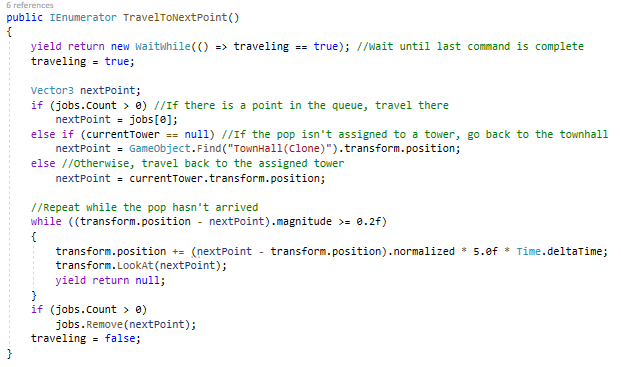 6 references
public IEnumerator TravelToNextPoint()
{
yield return new WaitWhile(() => traveling == true); //Wait until last command is complete
traveling = true;
Vector3 nextPoint;
if (jobs.Count > 0) //If there is a point in the queue, travel there
nextPoint = jobs[0];
else if (currentTower == null) //If the pop isn't assigned to a tower, go back to the townhall
nextPoint = GameObject.Find("TownHall(Clone)").transform.position;
else //Otherwise, travel back to the assigned tower
nextPoint = currentTower.transform.position;
//Repeat while the pop hasn't arrived
while ((transform.position - nextPoint).magnitude >= 0.2f)
{
transform.position += (nextPoint - transform.position).normalized * 5.0f * Time.deltaTime;
transform.LookAt(nextPoint);
yield return null;
}
if (jobs.Count > 0)
jobs.Remove(nextPoint);
traveling = false;
}